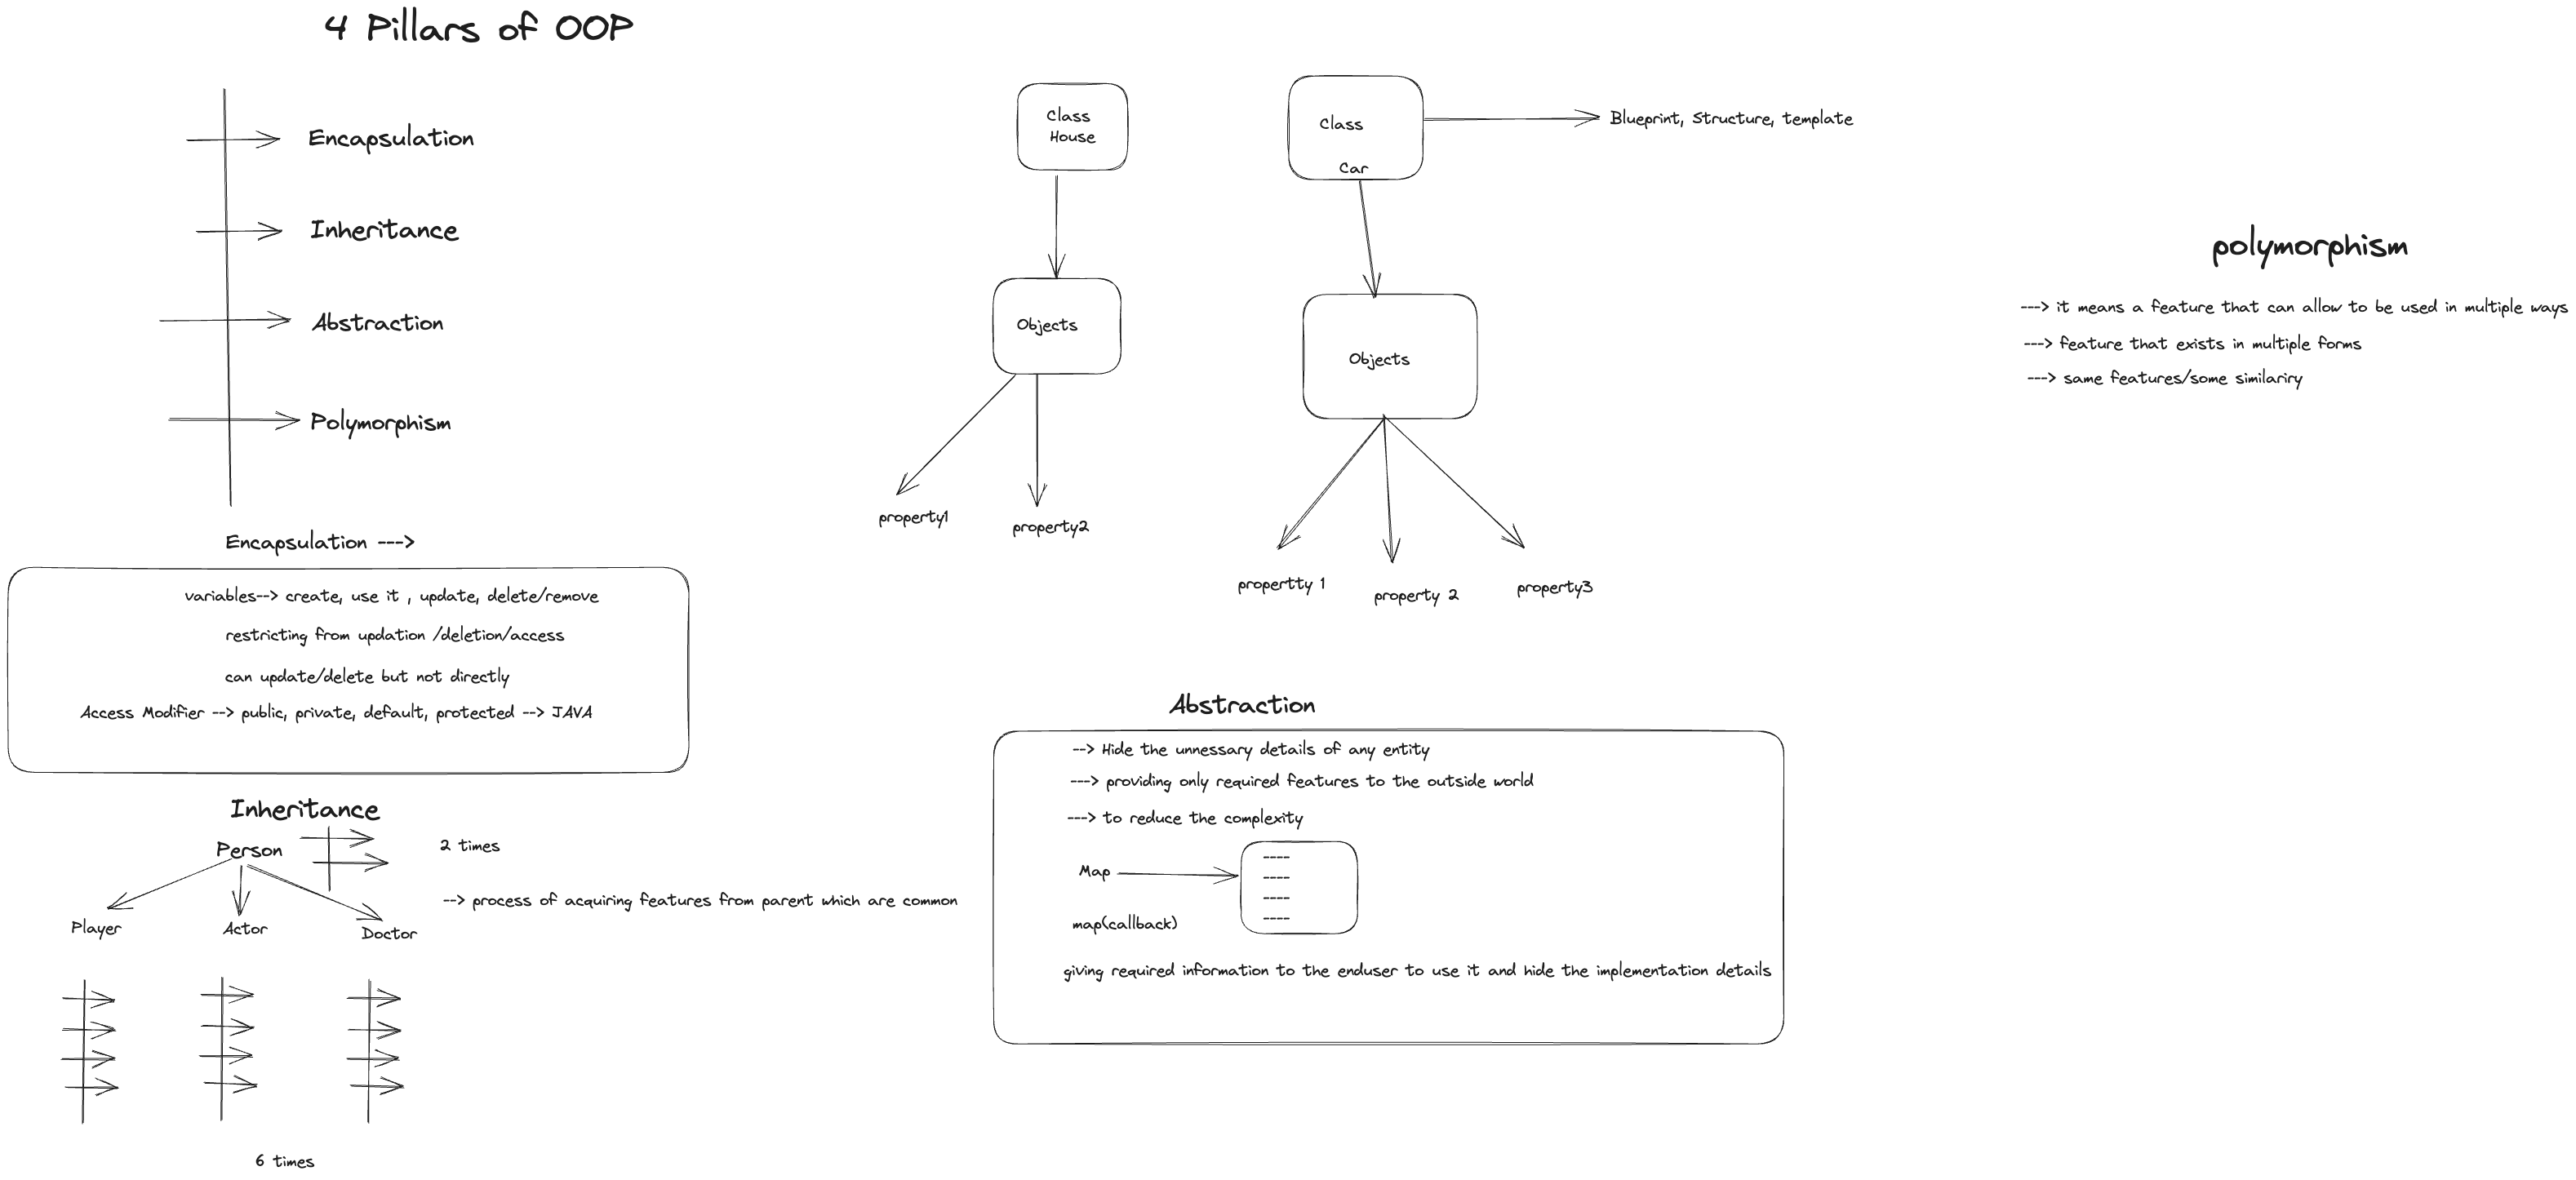 4 Pillars of OOP
Encapsulation
Inheritance
Abstraction
Polymorphism
Encapsulation --->
variables--> create, use it , update, delete/remove
restricting from updation /deletion/access
can update/delete but not directly
Access Modifier --> public, private, default, protected --> JAVA
Inheritance
Person
2 times
--> process of acquiring features from parent which are common
Player
Actor
Doctor
6 times
Class
House
Objects
property1
property2
Class
Car
Blueprint, Structure, template
Objects
propertty 1
property 2
property3
Abstraction
--> Hide the unnessary details of any entity
---> providing only required features to the outside world
---> to reduce the complexity
Map
----
----
----
----
map(callback)
giving required information to the enduser to use it and hide the implementation details
polymorphism
---> it means a feature that can allow to be used in multiple ways
---> feature that exists in multiple forms
---> same features/some similariry